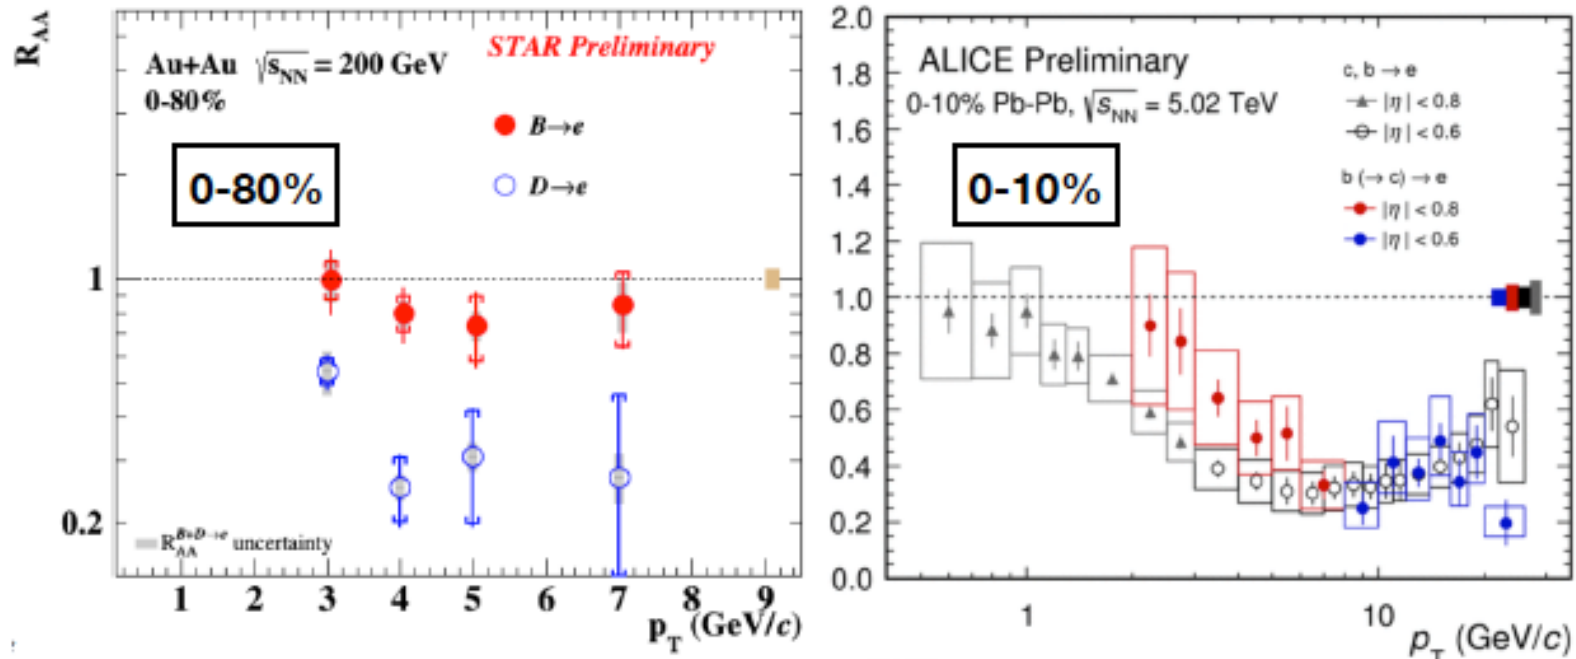 R_AA
Au+Au √s_NN = 200 GeV
0-80%
STAR Preliminary
0-80%
B→e
D→e
1
0.2
R_AA^{B+D→e} uncertainty
1 2 3 4 5 6 7 8 9
p_T (GeV/c)
2.0
1.8
1.6
1.4
1.2
1.0
0.8
0.6
0.4
0.2
0.0
ALICE Preliminary
0-10% Pb-Pb, √s_NN = 5.02 TeV
0-10%
c, b → e
|η| < 0.8
|η| < 0.6
b (→ c) → e
|η| < 0.8
|η| < 0.6
1 10
p_T (GeV/c)